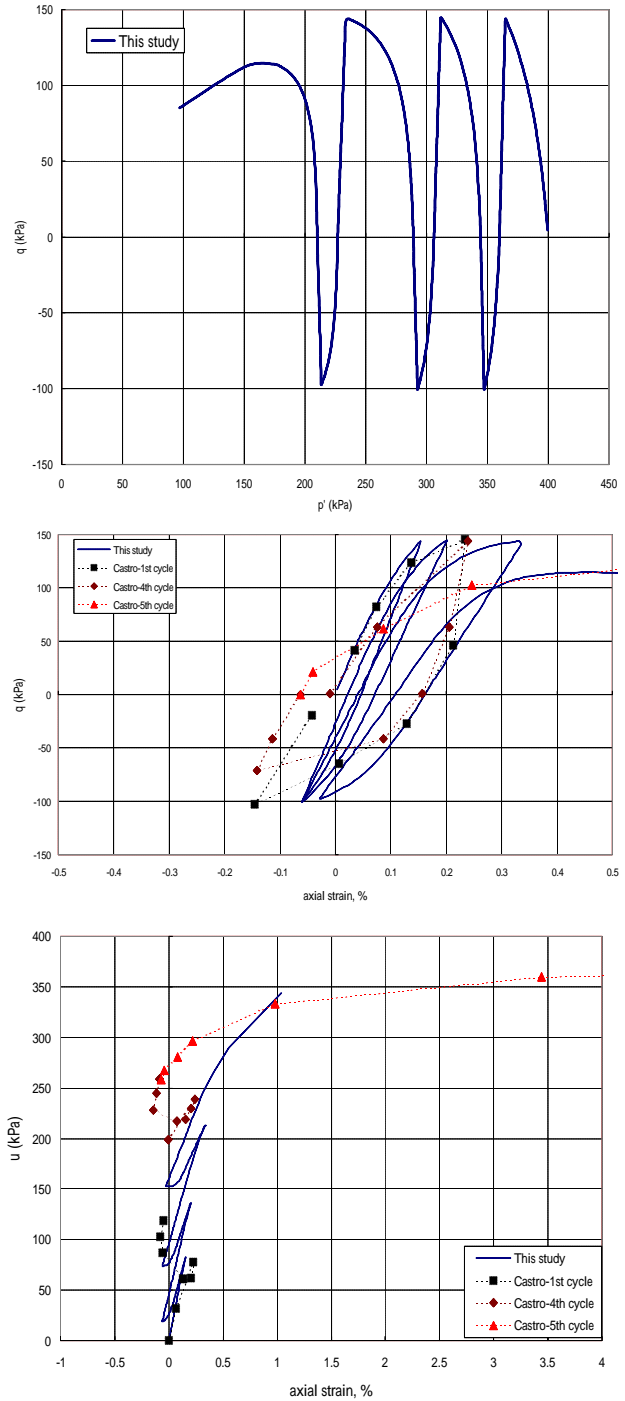 150
100
50
0
-50
-100
-150
q (kPa)
This study
0 50 100 150 200 250 300 350 400 450
p' (kPa)
150
100
50
0
-50
-100
-150
q (kPa)
This study
Castro-1st cycle
Castro-4th cycle
Castro-5th cycle
-0.5 -0.4 -0.3 -0.2 -0.1 0 0.1 0.2 0.3 0.4 0.5
axial strain, %
400
350
300
250
200
150
100
50
0
u (kPa)
This study
Castro-1st cycle
Castro-4th cycle
Castro-5th cycle
-1 -0.5 0 0.5 1 1.5 2 2.5 3 3.5 4
axial strain, %